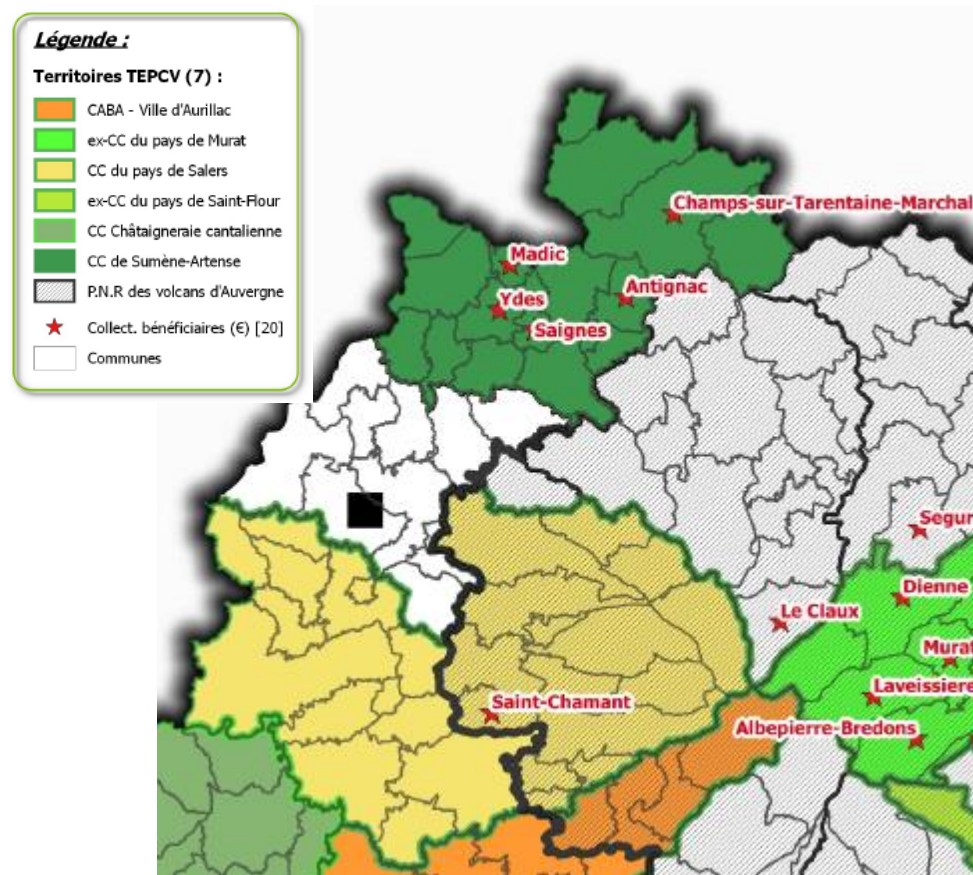 Légende :
Territoires TEPCV (7) :
CABA - Ville d'Aurillac
ex-CC du pays de Murat
CC du pays de Salers
ex-CC du pays de Saint-Flour
CC Châtaigneraie cantalienne
CC de Sumène-Artense
P.N.R des volcans d'Auvergne
Collect. bénéficiaires (€) [20]
Communes
Champs-sur-Tarentaine-Marchal
Madic
Antignac
Ydes
Saignes
Segur
Dienne
Le Claux
Murat
Laveissiere
Saint-Chamant
Albepierre-Bredons